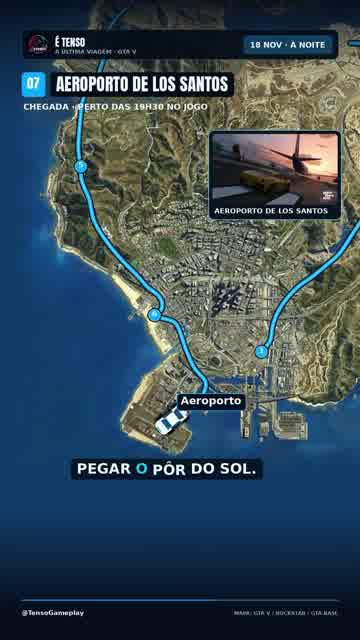 É TENSO
A ÚLTIMA VIAGEM · GTA V
18 NOV · À NOITE
07 AEROPORTO DE LOS SANTOS
CHEGADA · PERTO DAS 19H30 NO JOGO
5
AEROPORTO DE LOS SANTOS
6
1
Aeroporto
PEGAR O PÔR DO SOL.
@TensoGameplay
MAPA: GTA V / ROCKSTAR / GTA BASE